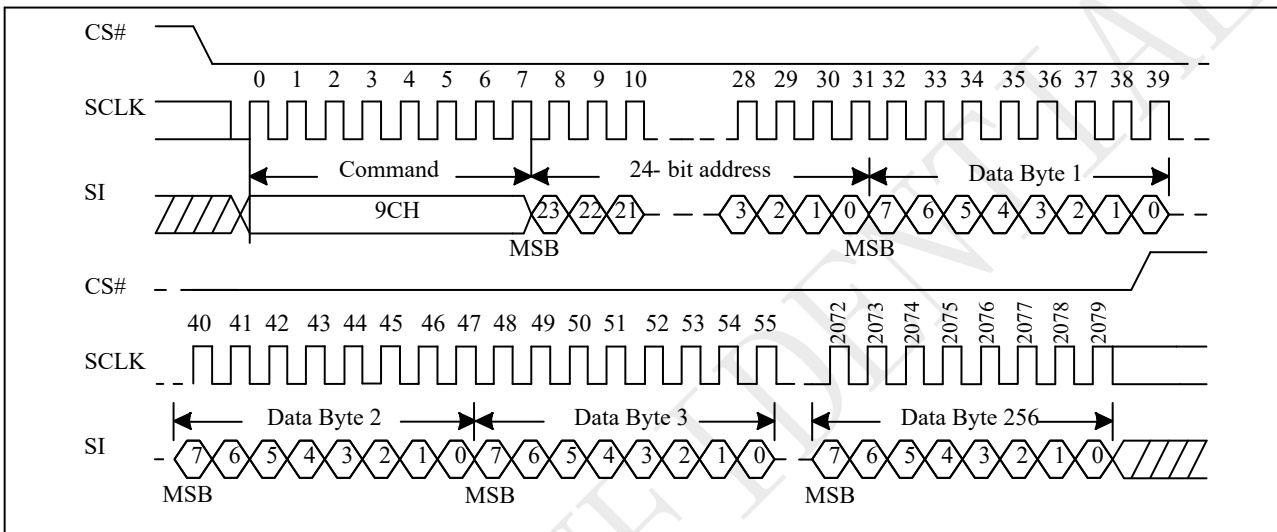 CS#
0 1 2 3 4 5 6 7 8 9 10 28 29 30 31 32 33 34 35 36 37 38 39
SCLK
Command 24- bit address Data Byte 1
SI
9CH 23 22 21 3 2 1 0 7 6 5 4 3 2 1 0
MSB MSB
CS#
40 41 42 43 44 45 46 47 48 49 50 51 52 53 54 55 2072 2073 2074 2075 2076 2077 2078 2079
SCLK
Data Byte 2 Data Byte 3 Data Byte 256
SI
7 6 5 4 3 2 1 0 7 6 5 4 3 2 1 0 7 6 5 4 3 2 1 0
MSB MSB MSB